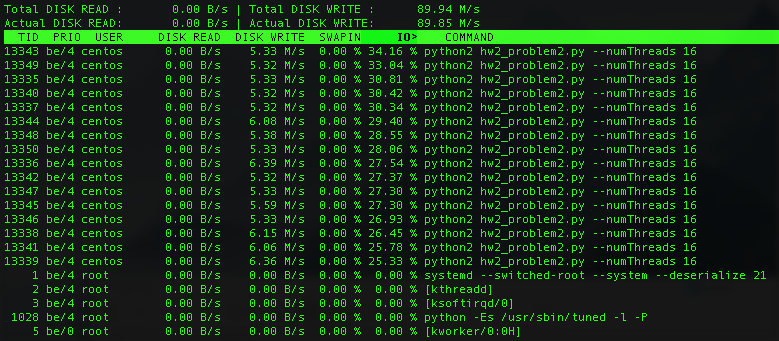 Total DISK READ :       0.00 B/s | Total DISK WRITE :      89.94 M/s
Actual DISK READ:       0.00 B/s | Actual DISK WRITE:      89.85 M/s
  TID  PRIO  USER     DISK READ  DISK WRITE  SWAPIN     IO>    COMMAND
13343 be/4 centos      0.00 B/s    5.33 M/s  0.00 % 34.16 % python2 hw2_problem2.py --numThreads 16
13349 be/4 centos      0.00 B/s    5.32 M/s  0.00 % 33.04 % python2 hw2_problem2.py --numThreads 16
13335 be/4 centos      0.00 B/s    5.33 M/s  0.00 % 30.81 % python2 hw2_problem2.py --numThreads 16
13340 be/4 centos      0.00 B/s    5.32 M/s  0.00 % 30.42 % python2 hw2_problem2.py --numThreads 16
13337 be/4 centos      0.00 B/s    5.32 M/s  0.00 % 30.34 % python2 hw2_problem2.py --numThreads 16
13344 be/4 centos      0.00 B/s    6.08 M/s  0.00 % 29.40 % python2 hw2_problem2.py --numThreads 16
13348 be/4 centos      0.00 B/s    5.38 M/s  0.00 % 28.55 % python2 hw2_problem2.py --numThreads 16
13350 be/4 centos      0.00 B/s    5.33 M/s  0.00 % 28.06 % python2 hw2_problem2.py --numThreads 16
13336 be/4 centos      0.00 B/s    6.39 M/s  0.00 % 27.54 % python2 hw2_problem2.py --numThreads 16
13342 be/4 centos      0.00 B/s    5.32 M/s  0.00 % 27.37 % python2 hw2_problem2.py --numThreads 16
13347 be/4 centos      0.00 B/s    5.33 M/s  0.00 % 27.30 % python2 hw2_problem2.py --numThreads 16
13345 be/4 centos      0.00 B/s    5.59 M/s  0.00 % 27.30 % python2 hw2_problem2.py --numThreads 16
13346 be/4 centos      0.00 B/s    5.33 M/s  0.00 % 26.93 % python2 hw2_problem2.py --numThreads 16
13338 be/4 centos      0.00 B/s    6.15 M/s  0.00 % 26.45 % python2 hw2_problem2.py --numThreads 16
13341 be/4 centos      0.00 B/s    6.06 M/s  0.00 % 25.78 % python2 hw2_problem2.py --numThreads 16
13339 be/4 centos      0.00 B/s    6.36 M/s  0.00 % 25.33 % python2 hw2_problem2.py --numThreads 16
    1 be/4 root        0.00 B/s    0.00 B/s  0.00 %  0.00 % systemd --switched-root --system --deserialize 21
    2 be/4 root        0.00 B/s    0.00 B/s  0.00 %  0.00 % [kthreadd]
    3 be/4 root        0.00 B/s    0.00 B/s  0.00 %  0.00 % [ksoftirqd/0]
 1028 be/4 root        0.00 B/s    0.00 B/s  0.00 %  0.00 % python -Es /usr/sbin/tuned -l -P
    5 be/0 root        0.00 B/s    0.00 B/s  0.00 %  0.00 % [kworker/0:0H]